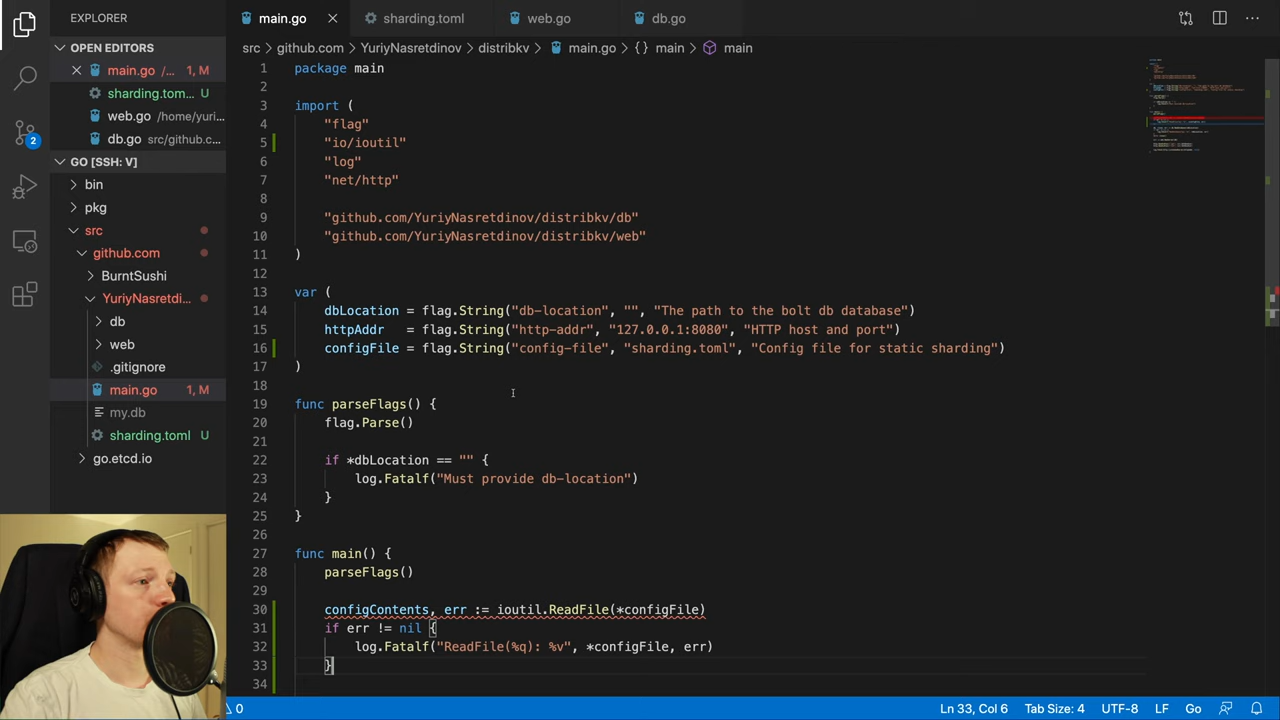 EXPLORER
main.go
sharding.toml
web.go
db.go
OPEN EDITORS
src
github.com
YuriyNasretdinov
distribkv
main.go
{ }
main
main
main.go /... 1, M
sharding.tom... U
web.go /home/yuri...
db.go src/github.c...
GO [SSH: V]
bin
pkg
src
github.com
BurntSushi
YuriyNasretdi...
db
web
.gitignore
main.go 1, M
my.db
sharding.toml U
go.etcd.io
2
1 package main
2
3 import (
4 "flag"
5 "io/ioutil"
6 "log"
7 "net/http"
8
9 "github.com/YuriyNasretdinov/distribkv/db"
10 "github.com/YuriyNasretdinov/distribkv/web"
11 )
12
13 var (
14 dbLocation = flag.String("db-location", "", "The path to the bolt db database")
15 httpAddr   = flag.String("http-addr", "127.0.0.1:8080", "HTTP host and port")
16 configFile = flag.String("config-file", "sharding.toml", "Config file for static sharding")
17 )
18
19 func parseFlags() {
20 flag.Parse()
21
22 if *dbLocation == "" {
23 log.Fatalf("Must provide db-location")
24 }
25 }
26
27 func main() {
28 parseFlags()
29
30 configContents, err := ioutil.ReadFile(*configFile)
31 if err != nil {
32 log.Fatalf("ReadFile(%q): %v", *configFile, err)
33 }
34
0
Ln 33, Col 6
Tab Size: 4
UTF-8
LF
Go